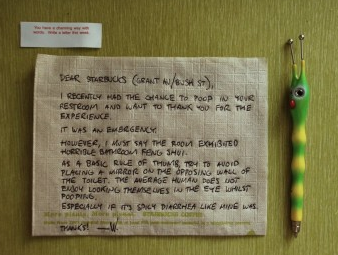 You have a charming way with
words. Write a letter this week.
DEAR STARBUCKS (GRANT AV/BUSH ST),
I RECENTLY HAD THE CHANCE TO POOP IN YOUR
RESTROOM AND WANT TO THANK YOU FOR THE
EXPERIENCE.
IT WAS AN EMERGENCY.
HOWEVER, I MUST SAY THE ROOM EXHIBITED
HORRIBLE BATHROOM FENG SHUI.
AS A BASIC RULE OF THUMB, TRY TO AVOID
PLACING A MIRROR ON THE OPPOSING WALL OF
THE TOILET. THE AVERAGE HUMAN DOES NOT
ENJOY LOOKING THEMSELVES IN THE EYE WHILST
POOPING.
ESPECIALLY IF IT'S SPICY DIARRHEA LIKE MINE WAS.
THANKS!